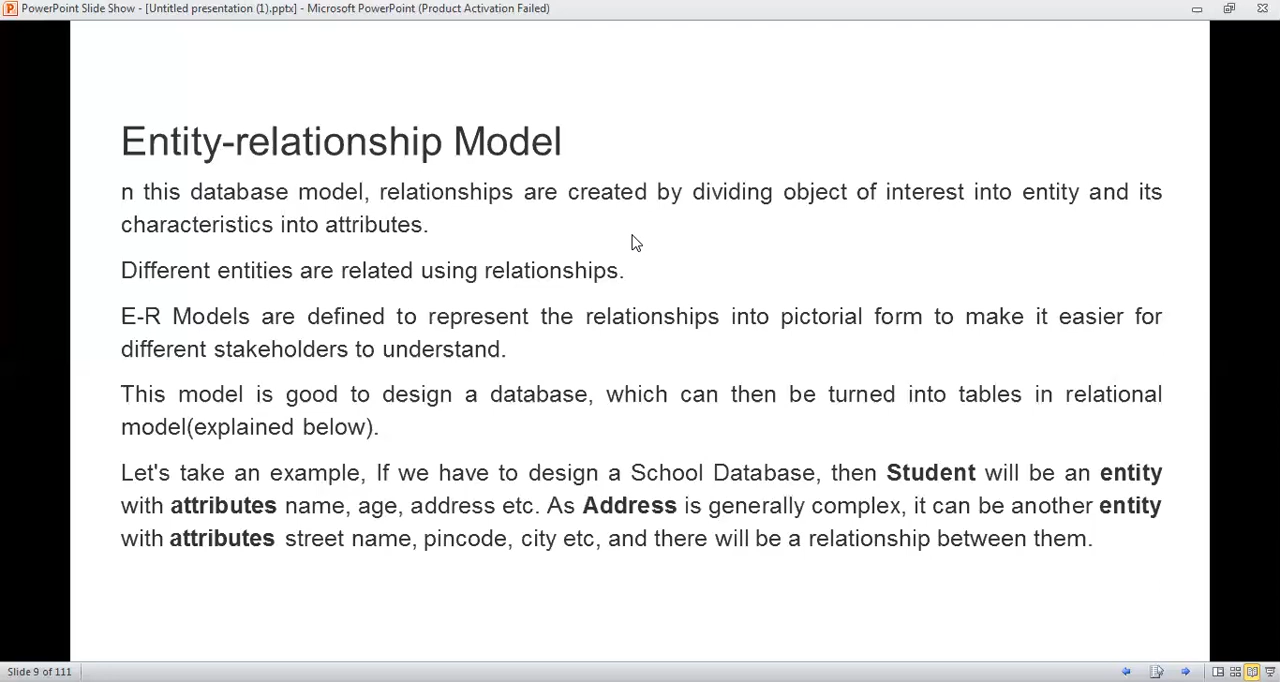 PowerPoint Slide Show - [Untitled presentation (1).pptx] - Microsoft PowerPoint (Product Activation Failed)
Entity-relationship Model
n this database model, relationships are created by dividing object of interest into entity and its
characteristics into attributes.
Different entities are related using relationships.
E-R Models are defined to represent the relationships into pictorial form to make it easier for
different stakeholders to understand.
This model is good to design a database, which can then be turned into tables in relational
model(explained below).
Let's take an example, If we have to design a School Database, then Student will be an entity
with attributes name, age, address etc. As Address is generally complex, it can be another entity
with attributes street name, pincode, city etc, and there will be a relationship between them.
Slide 9 of 111